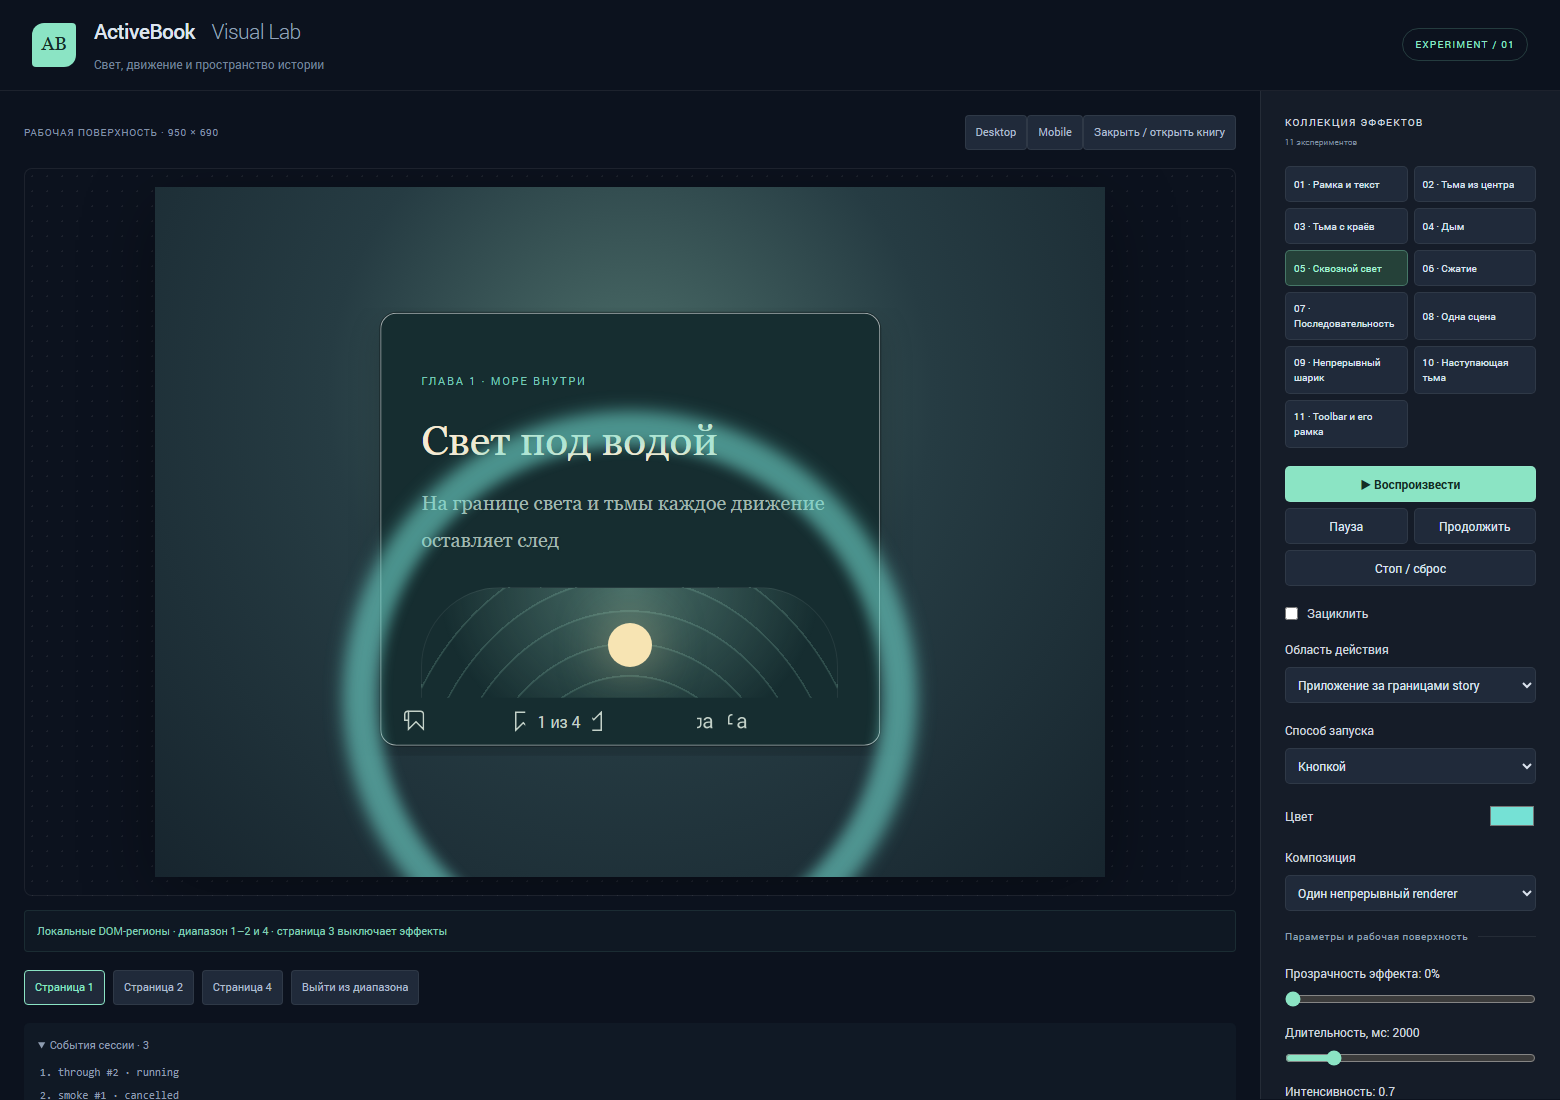 AB
ActiveBook Visual Lab
Свет, движение и пространство истории
EXPERIMENT / 01
РАБОЧАЯ ПОВЕРХНОСТЬ · 950 × 690
Desktop
Mobile
Закрыть / открыть книгу
ГЛАВА 1 · МОРЕ ВНУТРИ
Свет под водой
На границе света и тьмы каждое движение
оставляет след
1 из 4
Локальные DOM-регионы · диапазон 1–2 и 4 · страница 3 выключает эффекты
Страница 1
Страница 2
Страница 4
Выйти из диапазона
▼ События сессии · 3
1. through #2 · running
2. smoke #1 · cancelled
КОЛЛЕКЦИЯ ЭФФЕКТОВ
11 экспериментов
01 · Рамка и текст
02 · Тьма из центра
03 · Тьма с краёв
04 · Дым
05 · Сквозной свет
06 · Сжатие
07 ·
Последовательность
08 · Одна сцена
09 · Непрерывный
шарик
10 · Наступающая
тьма
11 · Toolbar и его
рамка
▶ Воспроизвести
Пауза
Продолжить
Стоп / сброс
Зациклить
Область действия
Приложение за границами story
Способ запуска
Кнопкой
Цвет
Композиция
Один непрерывный renderer
Параметры и рабочая поверхность
Прозрачность эффекта: 0%
Длительность, мс: 2000
Интенсивность: 0.7